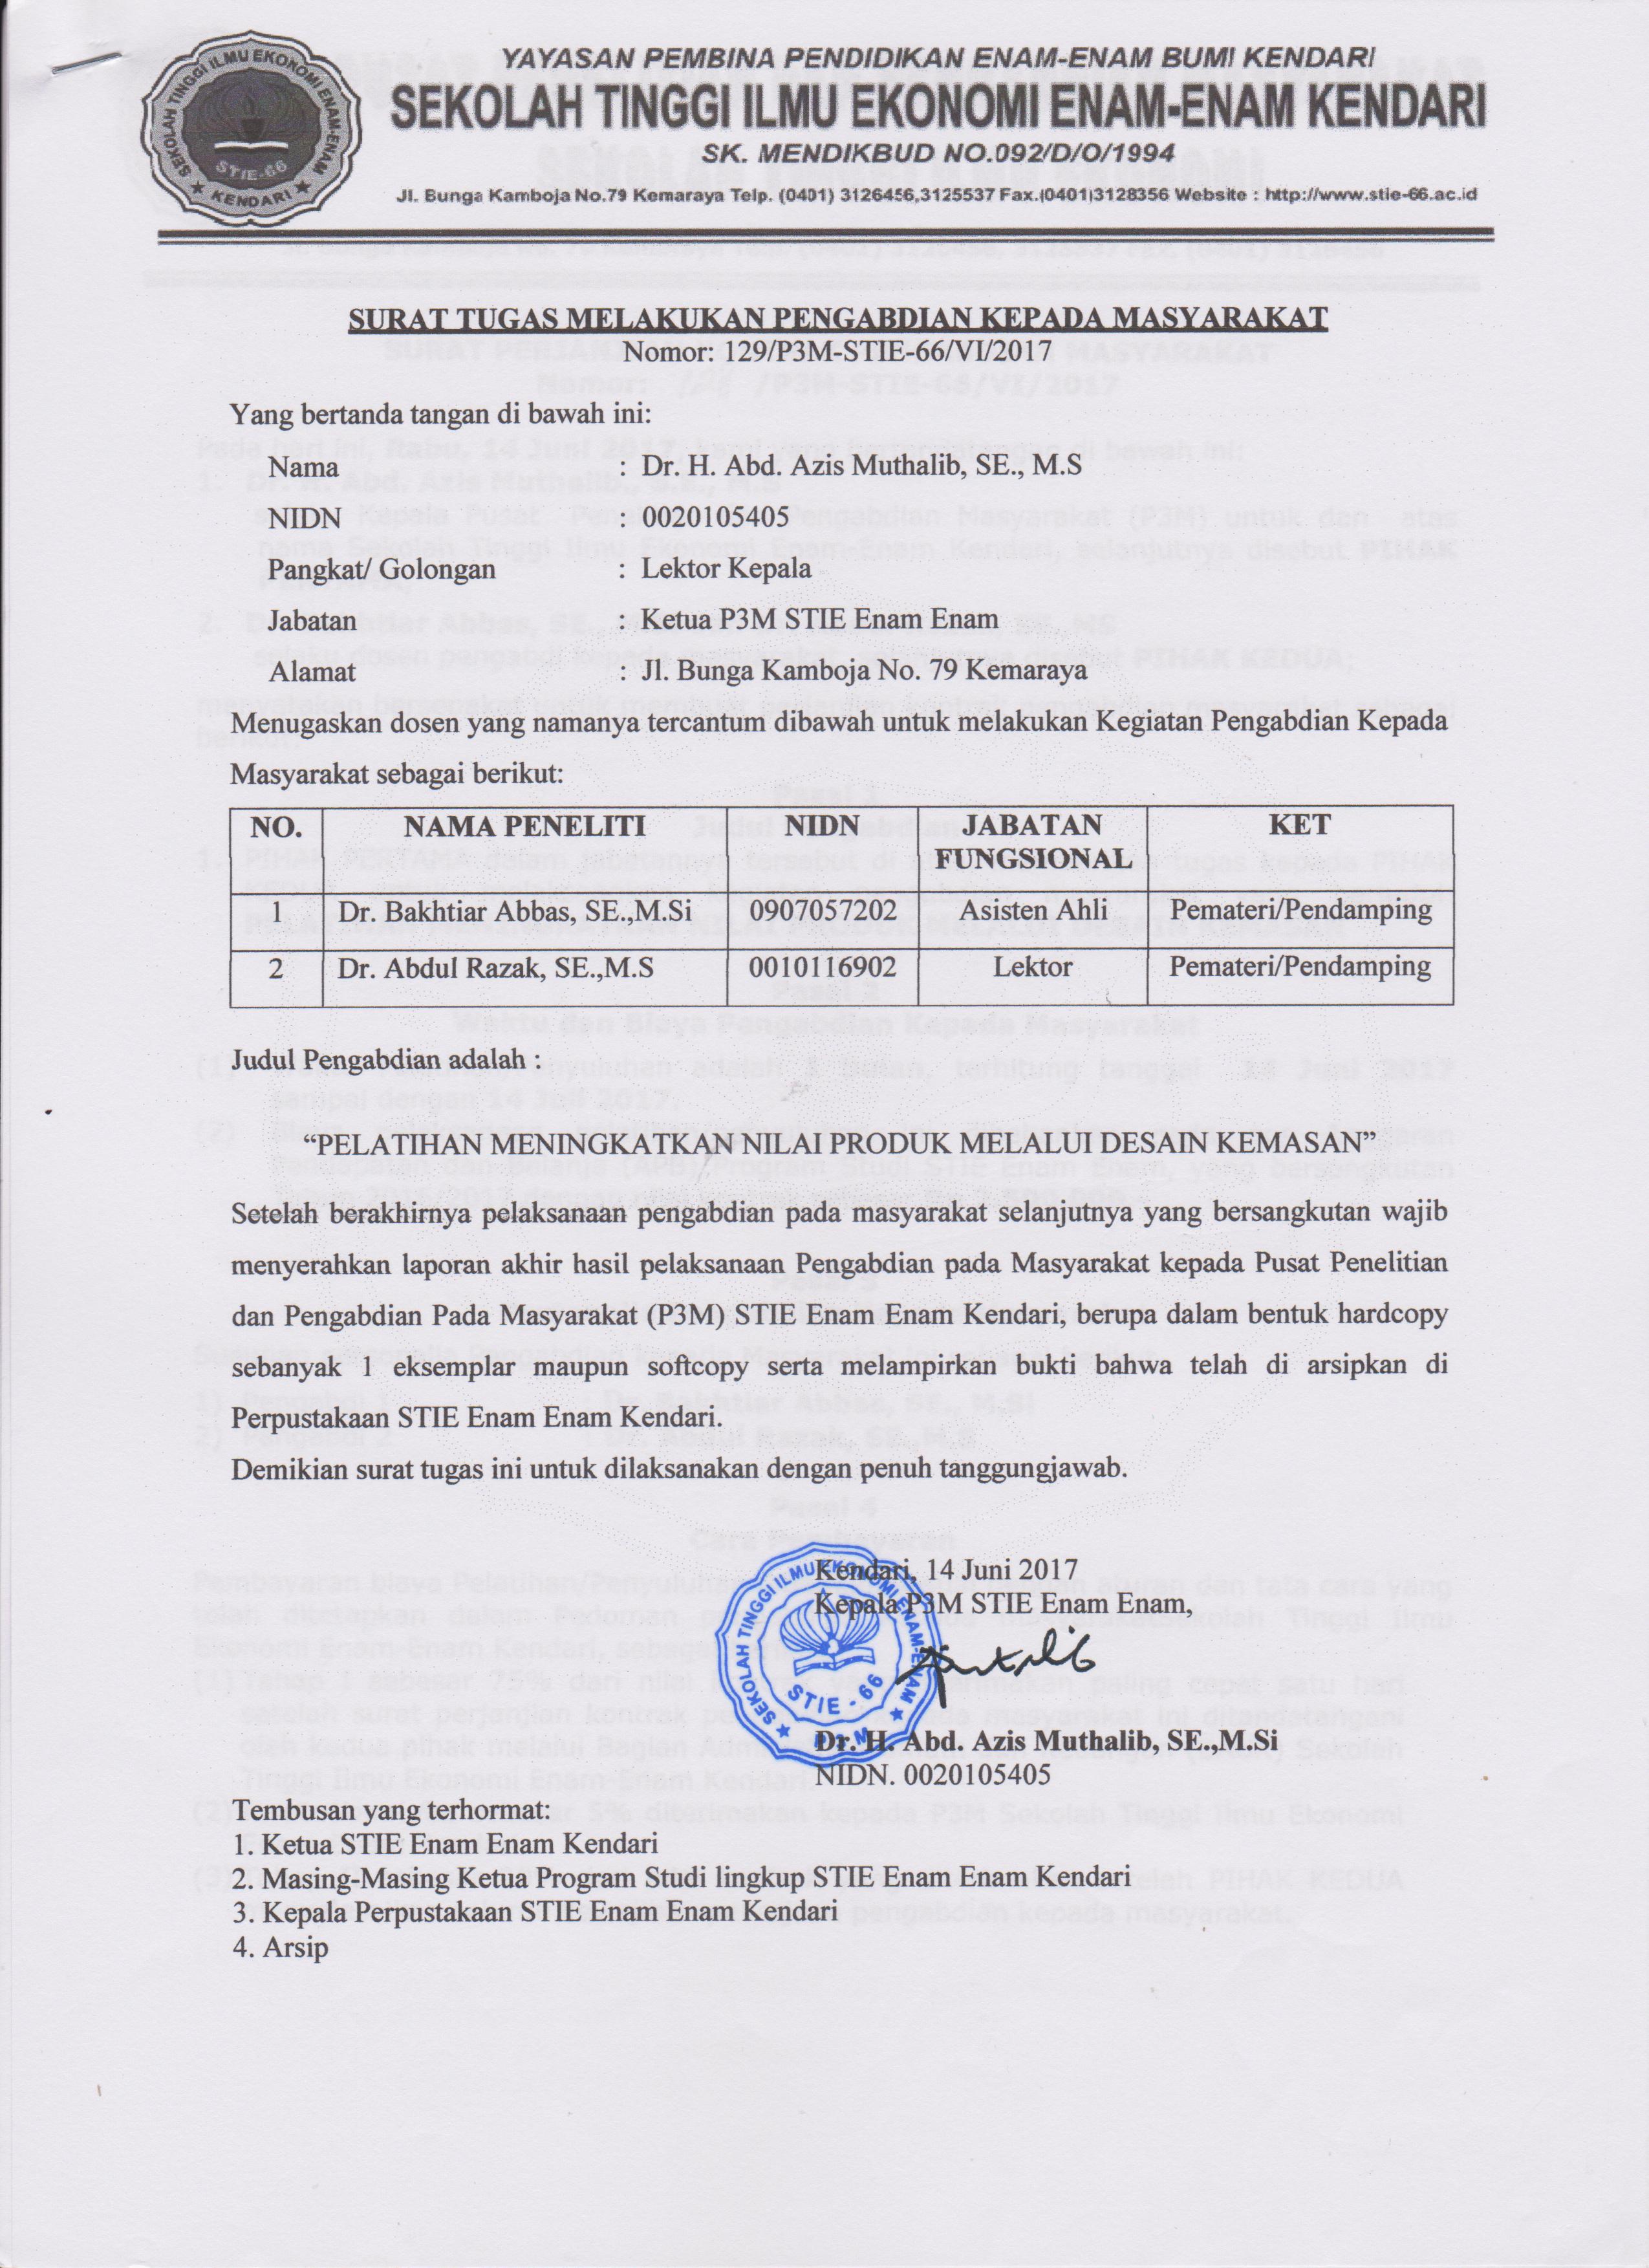 YAYASAN PEMBINA PENDIDIKAN ENAM-ENAM BUMI KENDARI
SEKOLAH TINGGI ILMU EKONOMI ENAM-ENAM KENDARI
SK. MENDIKBUD NO.092/D/O/1994
Jl. Bunga Kamboja No.79 Kemaraya Telp. (0401) 3126456,3125537 Fax.(0401)3128356 Website : http://www.stie-66.ac.id
SEKOLAH TINGGI ILMU EKONOMI ENAM-ENAM
STIE-66
KENDARI
SURAT TUGAS MELAKUKAN PENGABDIAN KEPADA MASYARAKAT
Nomor: 129/P3M-STIE-66/VI/2017
Yang bertanda tangan di bawah ini:
Nama : Dr. H. Abd. Azis Muthalib, SE., M.S
NIDN : 0020105405
Pangkat/ Golongan : Lektor Kepala
Jabatan : Ketua P3M STIE Enam Enam
Alamat : Jl. Bunga Kamboja No. 79 Kemaraya
Menugaskan dosen yang namanya tercantum dibawah untuk melakukan Kegiatan Pengabdian Kepada
Masyarakat sebagai berikut:
NO. NAMA PENELITI NIDN JABATAN FUNGSIONAL KET
1 Dr. Bakhtiar Abbas, SE.,M.Si 0907057202 Asisten Ahli Pemateri/Pendamping
2 Dr. Abdul Razak, SE.,M.S 0010116902 Lektor Pemateri/Pendamping
Judul Pengabdian adalah :
“PELATIHAN MENINGKATKAN NILAI PRODUK MELALUI DESAIN KEMASAN”
Setelah berakhirnya pelaksanaan pengabdian pada masyarakat selanjutnya yang bersangkutan wajib
menyerahkan laporan akhir hasil pelaksanaan Pengabdian pada Masyarakat kepada Pusat Penelitian
dan Pengabdian Pada Masyarakat (P3M) STIE Enam Enam Kendari, berupa dalam bentuk hardcopy
sebanyak 1 eksemplar maupun softcopy serta melampirkan bukti bahwa telah di arsipkan di
Perpustakaan STIE Enam Enam Kendari.
Demikian surat tugas ini untuk dilaksanakan dengan penuh tanggungjawab.
Kendari, 14 Juni 2017
Kepala P3M STIE Enam Enam,
SEKOLAH TINGGI ILMU EKONOMI ENAM-ENAM
STIE - 66
P3M
Dr. H. Abd. Azis Muthalib, SE.,M.Si
NIDN. 0020105405
Tembusan yang terhormat:
1. Ketua STIE Enam Enam Kendari
2. Masing-Masing Ketua Program Studi lingkup STIE Enam Enam Kendari
3. Kepala Perpustakaan STIE Enam Enam Kendari
4. Arsip